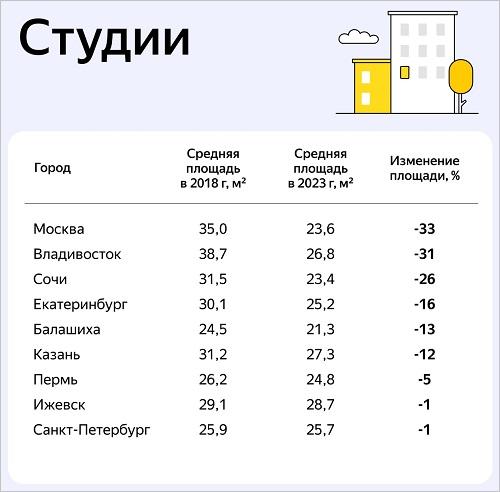 Студии
Город Средняя площадь в 2018 г, м² Средняя площадь в 2023 г, м² Изменение площади, %
Москва 35,0 23,6 -33
Владивосток 38,7 26,8 -31
Сочи 31,5 23,4 -26
Екатеринбург 30,1 25,2 -16
Балашиха 24,5 21,3 -13
Казань 31,2 27,3 -12
Пермь 26,2 24,8 -5
Ижевск 29,1 28,7 -1
Санкт-Петербург 25,9 25,7 -1